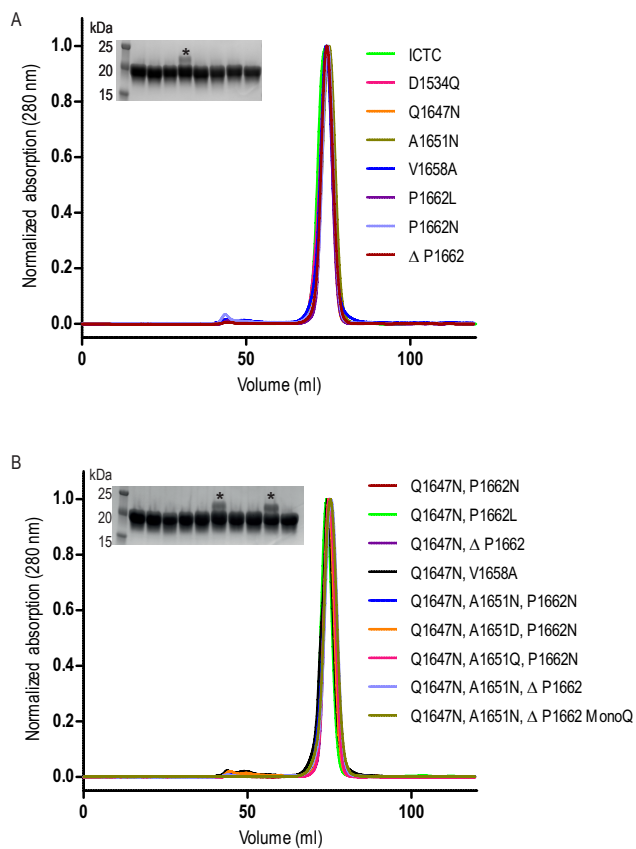 A
kDa
25
20
15
*
1.0
0.8
0.6
0.4
0.2
0.0
Normalized absorption (280 nm)
0
50
100
Volume (ml)
ICTC
D1534Q
Q1647N
A1651N
V1658A
P1662L
P1662N
Δ P1662
B
kDa
25
20
15
* *
1.0
0.8
0.6
0.4
0.2
0.0
Normalized absorption (280 nm)
0
50
100
Volume (ml)
Q1647N, P1662N
Q1647N, P1662L
Q1647N, Δ P1662
Q1647N, V1658A
Q1647N, A1651N, P1662N
Q1647N, A1651D, P1662N
Q1647N, A1651Q, P1662N
Q1647N, A1651N, Δ P1662
Q1647N, A1651N, Δ P1662 MonoQ